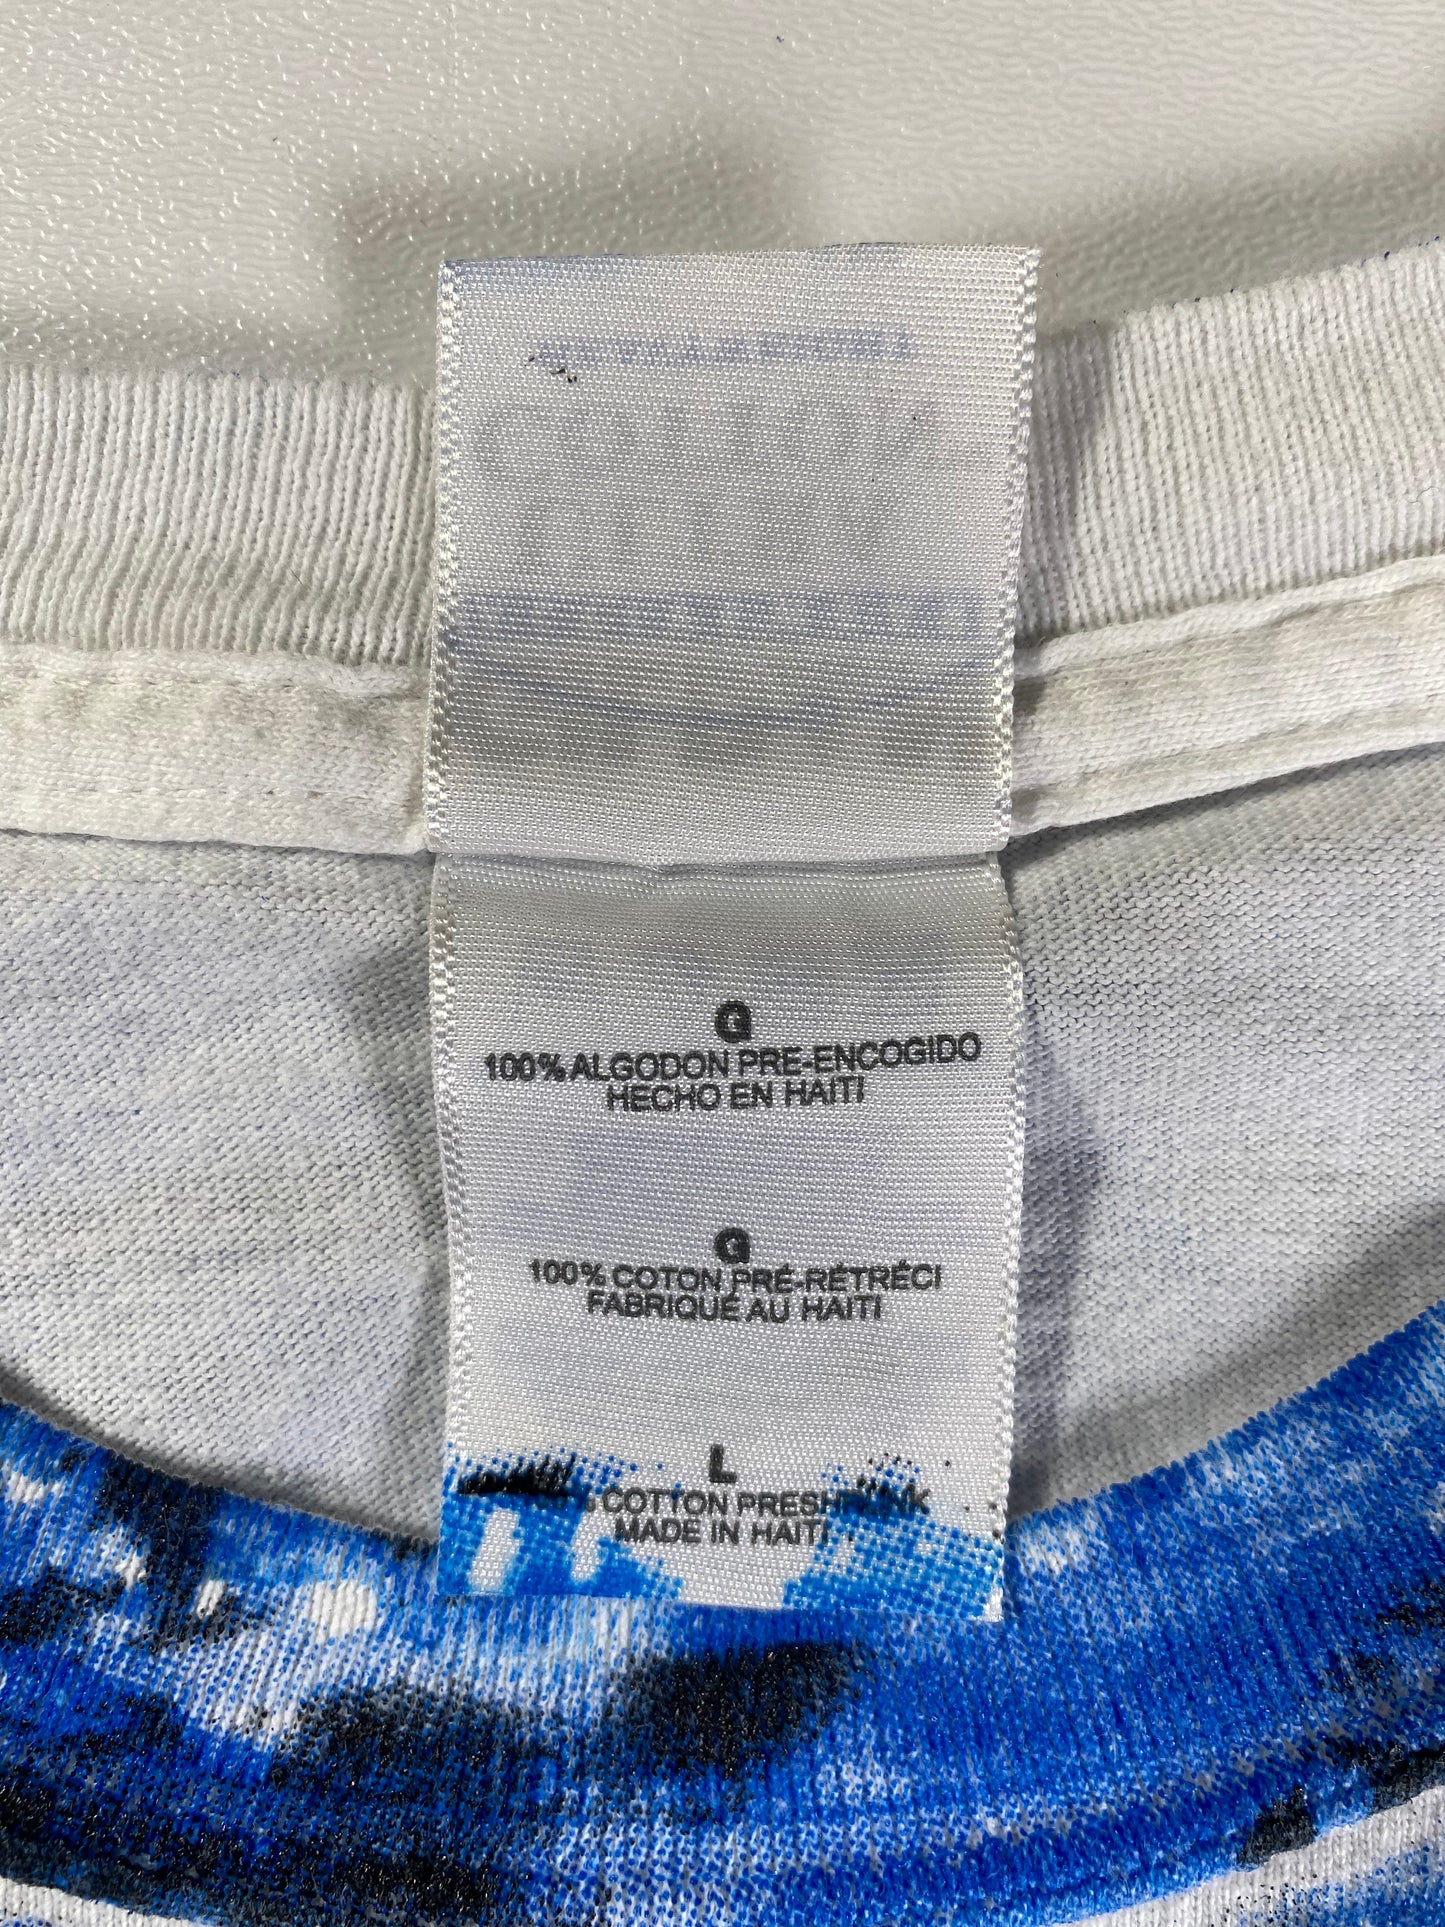 G
100% ALGODON PRE-ENCOGIDO
HECHO EN HAITI
G
100% COTON PRÉ-RÉTRÉCI
FABRIQUÉ AU HAITI
L
COTTON PRESHRUNK
MADE IN HAITI